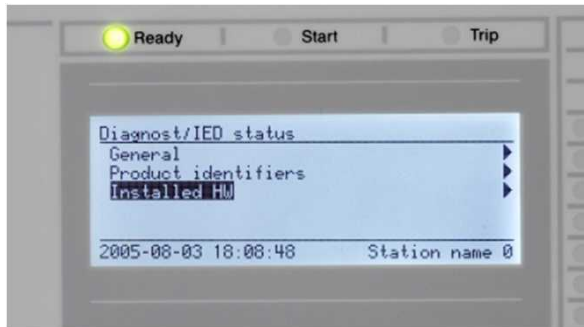 Ready Start Trip
Diagnost/IED status
General
Product identifiers
Installed HW
2005-08-03 18:08:48 Station name 0